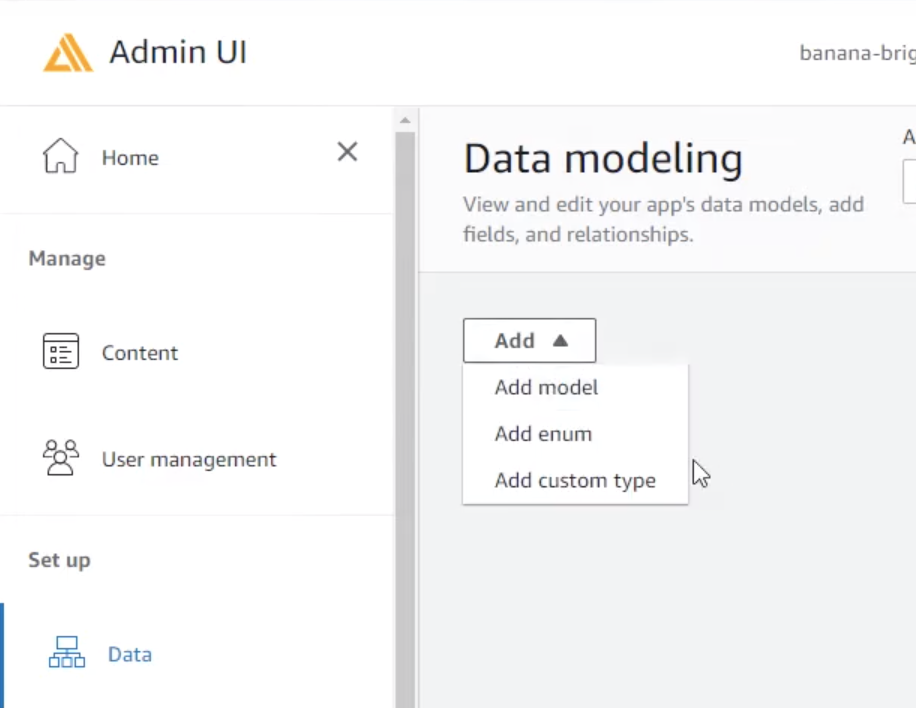 Admin UI
banana-brig
Home
Manage
Content
User management
Set up
Data
Data modeling
View and edit your app's data models, add
fields, and relationships.
A
Add
Add model
Add enum
Add custom type